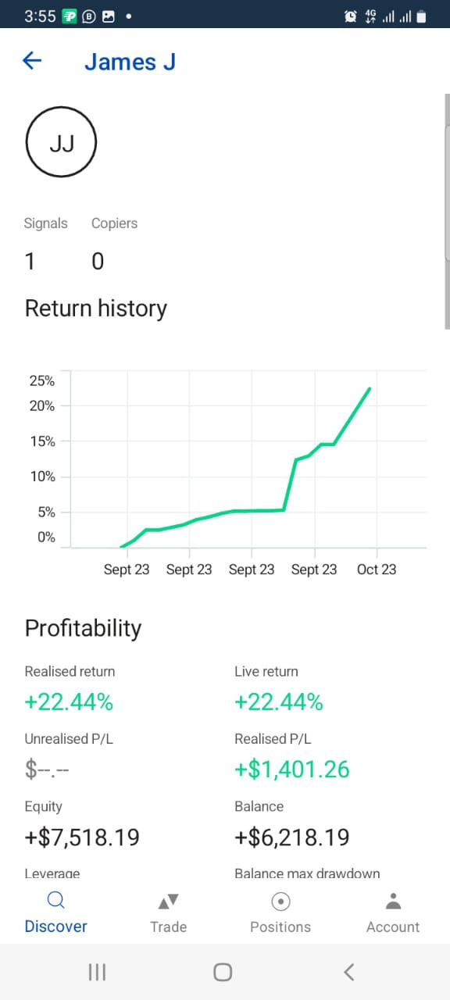 3:55
4G
James J
JJ
Signals Copiers
1 0
Return history
25%
20%
15%
10%
5%
0%
Sept 23 Sept 23 Sept 23 Sept 23 Oct 23
Profitability
Realised return Live return
+22.44% +22.44%
Unrealised P/L Realised P/L
$--.-- +$1,401.26
Equity Balance
+$7,518.19 +$6,218.19
Leverage Balance max drawdown
Discover Trade Positions Account